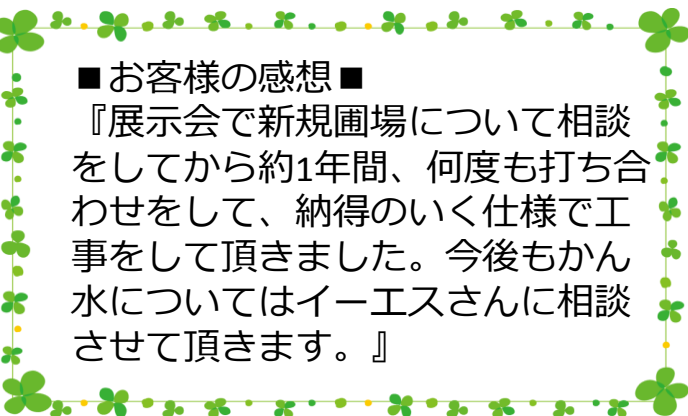 ■お客様の感想■
『展示会で新規圃場について相談
をしてから約1年間、何度も打ち合
わせをして、納得のいく仕様で工
事をして頂きました。今後もかん
水についてはイーエスさんに相談
させて頂きます。』